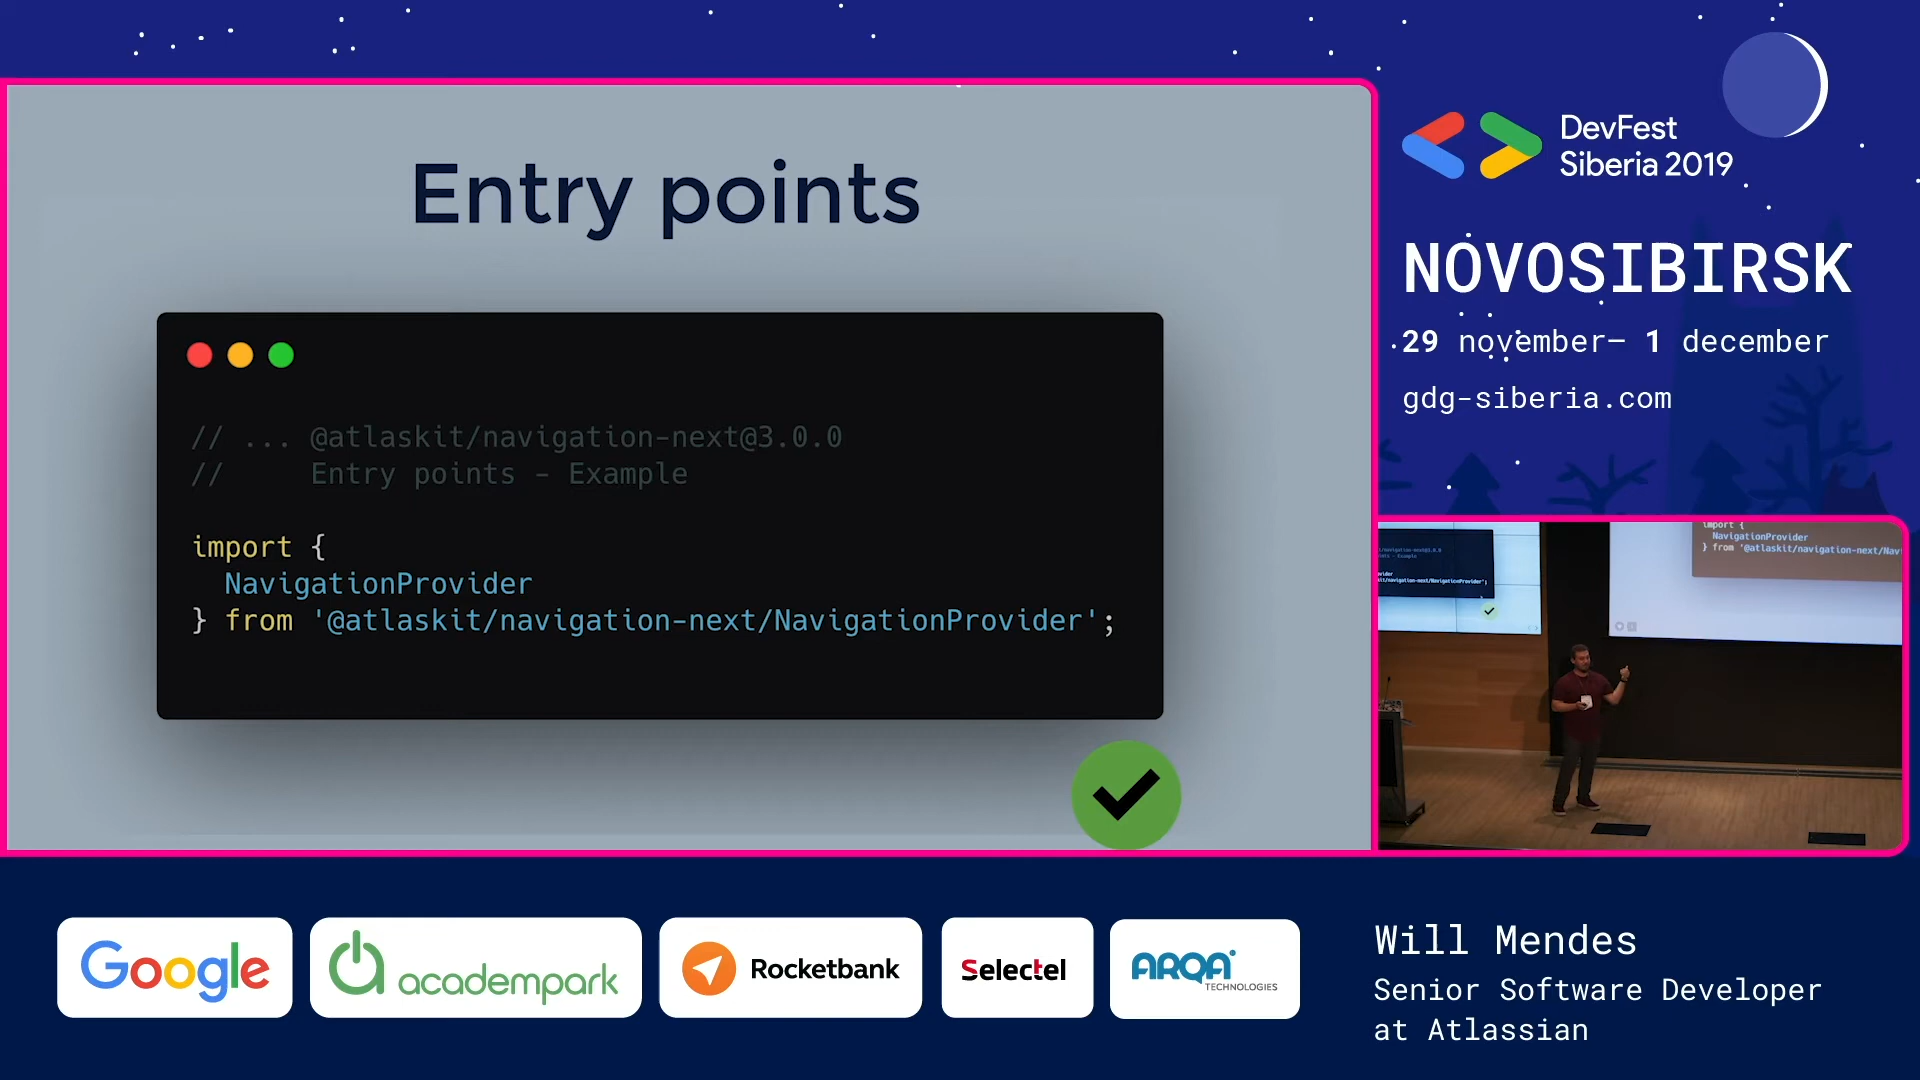 Entry points
// ... @atlaskit/navigation-next@3.0.0
// Entry points - Example
import {
NavigationProvider
} from '@atlaskit/navigation-next/NavigationProvider';
DevFest
Siberia 2019
NOVOSIBIRSK
29 november– 1 december
gdg-siberia.com
import {
NavigationProvider
} from '@atlaskit/navigation-next/Nav
Google
academpark
Rocketbank
Selectel
ARQA
TECHNOLOGIES
Will Mendes
Senior Software Developer
at Atlassian